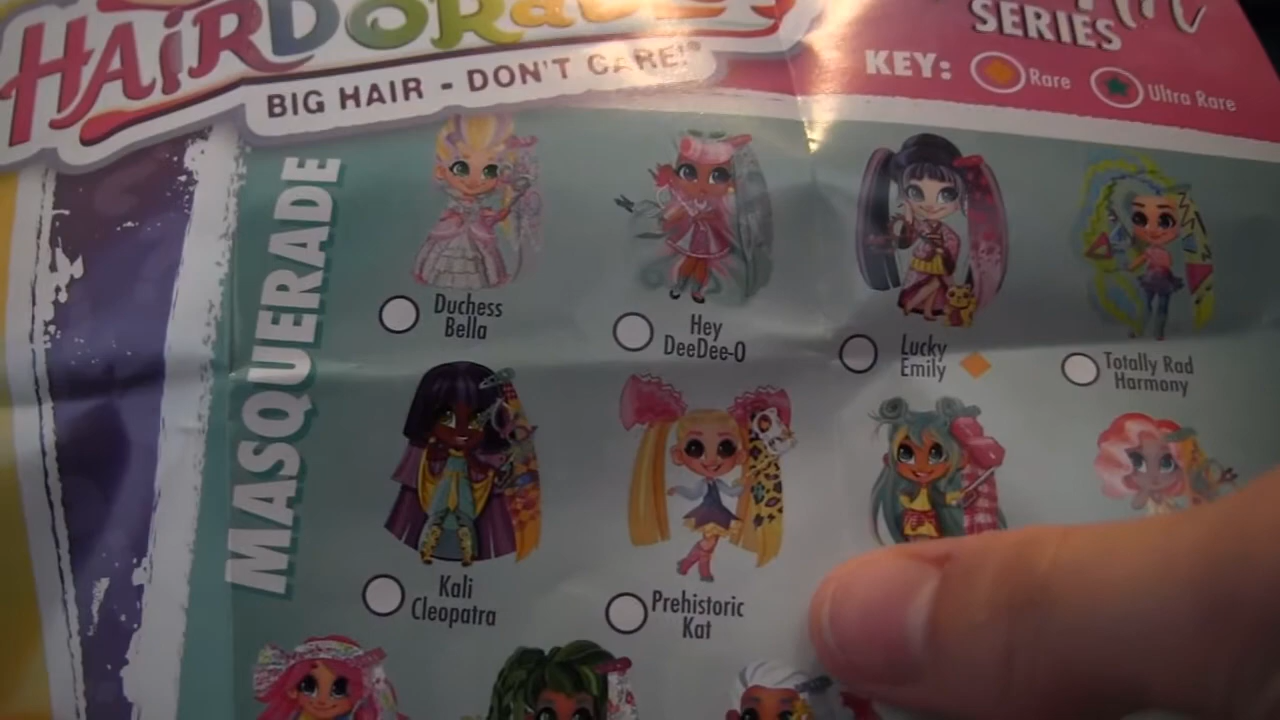 HAIRDORABLES
BIG HAIR - DON'T CARE!®
SERIES
KEY: Rare Ultra Rare
MASQUERADE
Duchess
Bella
Hey
DeeDee-O
Lucky
Emily
Totally Rad
Harmony
Kali
Cleopatra
Prehistoric
Kat